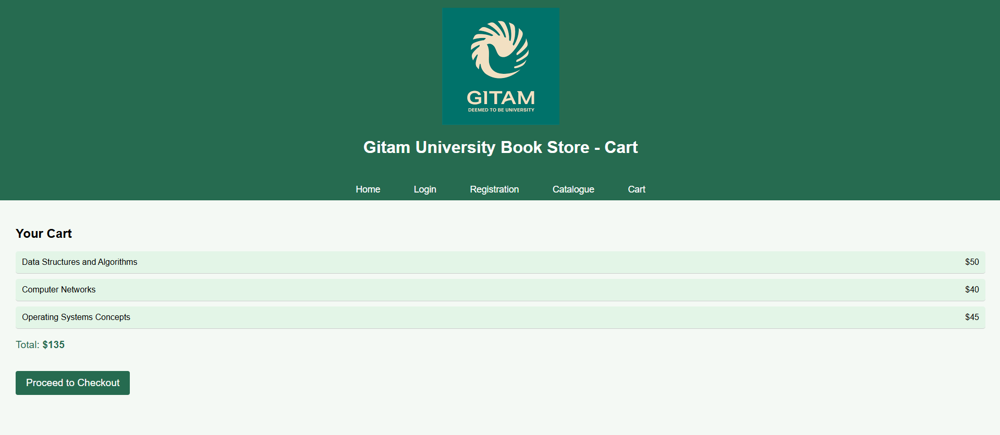 GITAM
DEEMED TO BE UNIVERSITY
Gitam University Book Store - Cart
Home Login Registration Catalogue Cart
Your Cart
Data Structures and Algorithms $50
Computer Networks $40
Operating Systems Concepts $45
Total: $135
Proceed to Checkout